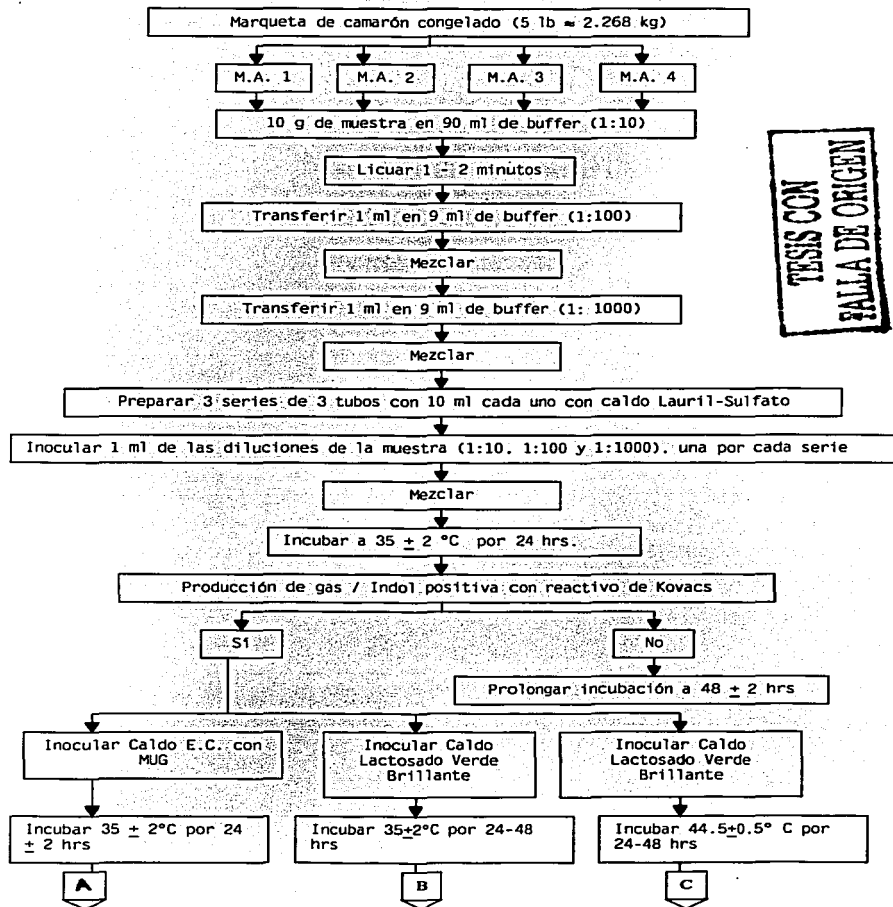 Marqueta de camarón congelado (5 lb ≈ 2.268 kg)
M.A. 1
M.A. 2
M.A. 3
M.A. 4
10 g de muestra en 90 ml de buffer (1:10)
Licuar 1 - 2 minutos
Transferir 1 ml en 9 ml de buffer (1:100)
Mezclar
Transferir 1 ml en 9 ml de buffer (1: 1000)
Mezclar
Preparar 3 series de 3 tubos con 10 ml cada uno con caldo Lauril-Sulfato
Inocular 1 ml de las diluciones de la muestra (1:10. 1:100 y 1:1000). una por cada serie
Mezclar
Incubar a 35 ± 2 °C por 24 hrs.
Producción de gas / Indol positiva con reactivo de Kovacs
Sí
No
Prolongar incubación a 48 ± 2 hrs
Inocular Caldo E.C. con
MUG
Inocular Caldo
Lactosado Verde
Brillante
Inocular Caldo
Lactosado Verde
Brillante
Incubar 35 ± 2°C por 24
± 2 hrs
Incubar 35±2°C por 24-48
hrs
Incubar 44.5±0.5° C por
24-48 hrs
A
B
C
TESIS CON
FALLA DE ORIGEN